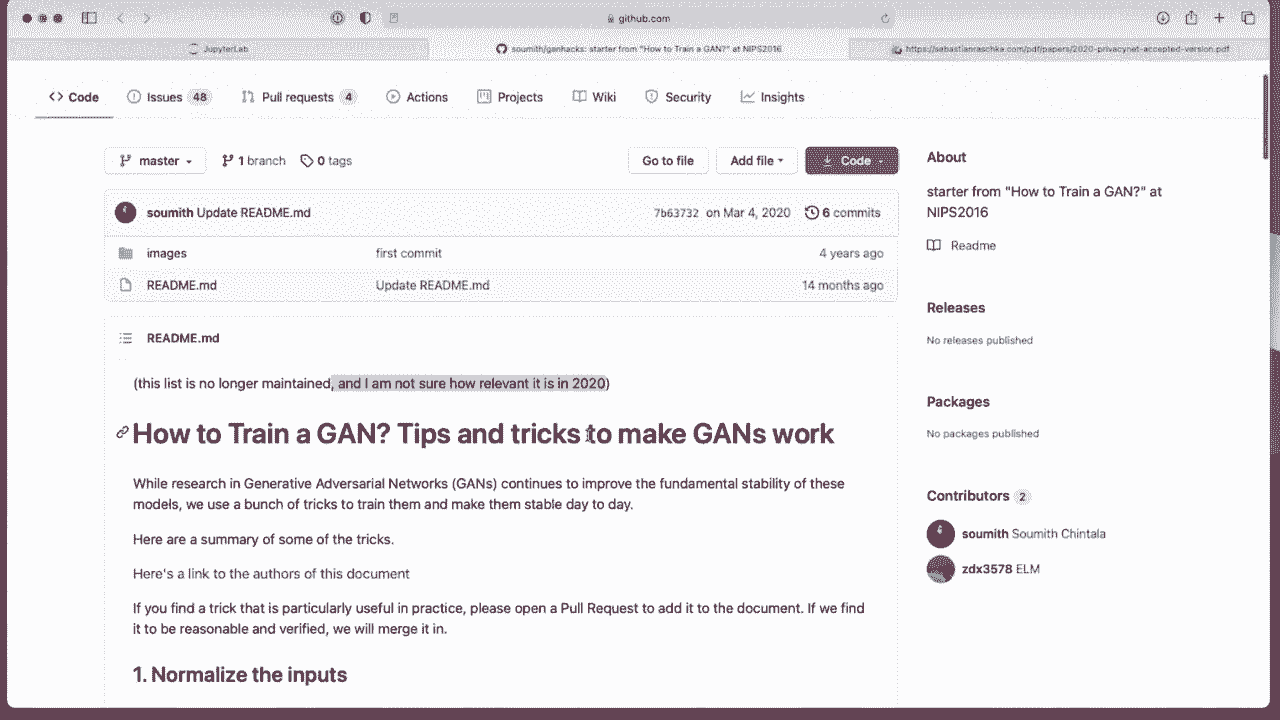 github.com
JupyterLab
soumith/ganhacks: starter from "How to Train a GAN?" at NIPS2016
https://sebastianraschka.com/pdf/papers/2020-privacynet-accepted-version.pdf
Code
Issues 48
Pull requests 4
Actions
Projects
Wiki
Security
Insights
master
1 branch
0 tags
Go to file
Add file
Code
soumith Update README.md
7b63732 on Mar 4, 2020
6 commits
images
first commit
4 years ago
README.md
Update README.md
14 months ago
README.md
(this list is no longer maintained, and I am not sure how relevant it is in 2020)
How to Train a GAN? Tips and tricks to make GANs work
While research in Generative Adversarial Networks (GANs) continues to improve the fundamental stability of these
models, we use a bunch of tricks to train them and make them stable day to day.
Here are a summary of some of the tricks.
Here's a link to the authors of this document
If you find a trick that is particularly useful in practice, please open a Pull Request to add it to the document. If we find
it to be reasonable and verified, we will merge it in.
1. Normalize the inputs
About
starter from "How to Train a GAN?" at
NIPS2016
Readme
Releases
No releases published
Packages
No packages published
Contributors 2
soumith Soumith Chintala
zdx3578 ELM